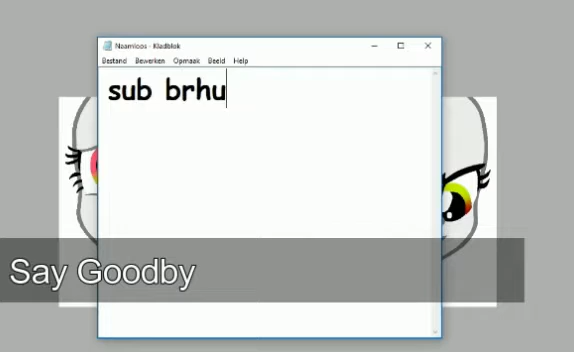 Naamloos - Kladblok
Bestand Bewerken Opmaak Beeld Help
sub brhu
Say Goodby